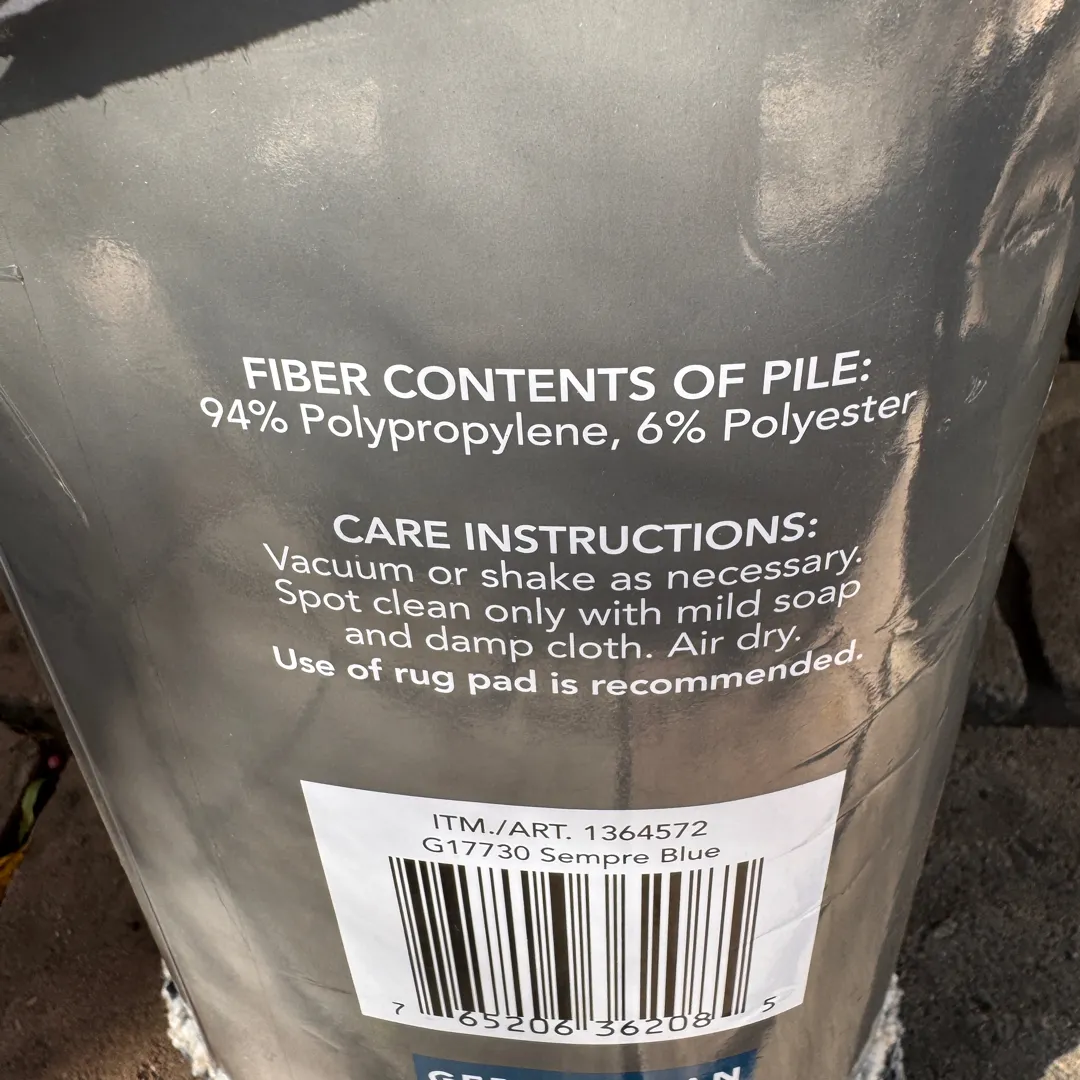 FIBER CONTENTS OF PILE:
94% Polypropylene, 6% Polyester
CARE INSTRUCTIONS:
Vacuum or shake as necessary.
Spot clean only with mild soap
and damp cloth. Air dry.
Use of rug pad is recommended.
ITM./ART. 1364572
G17730 Sempre Blue
7 65206 36208 5